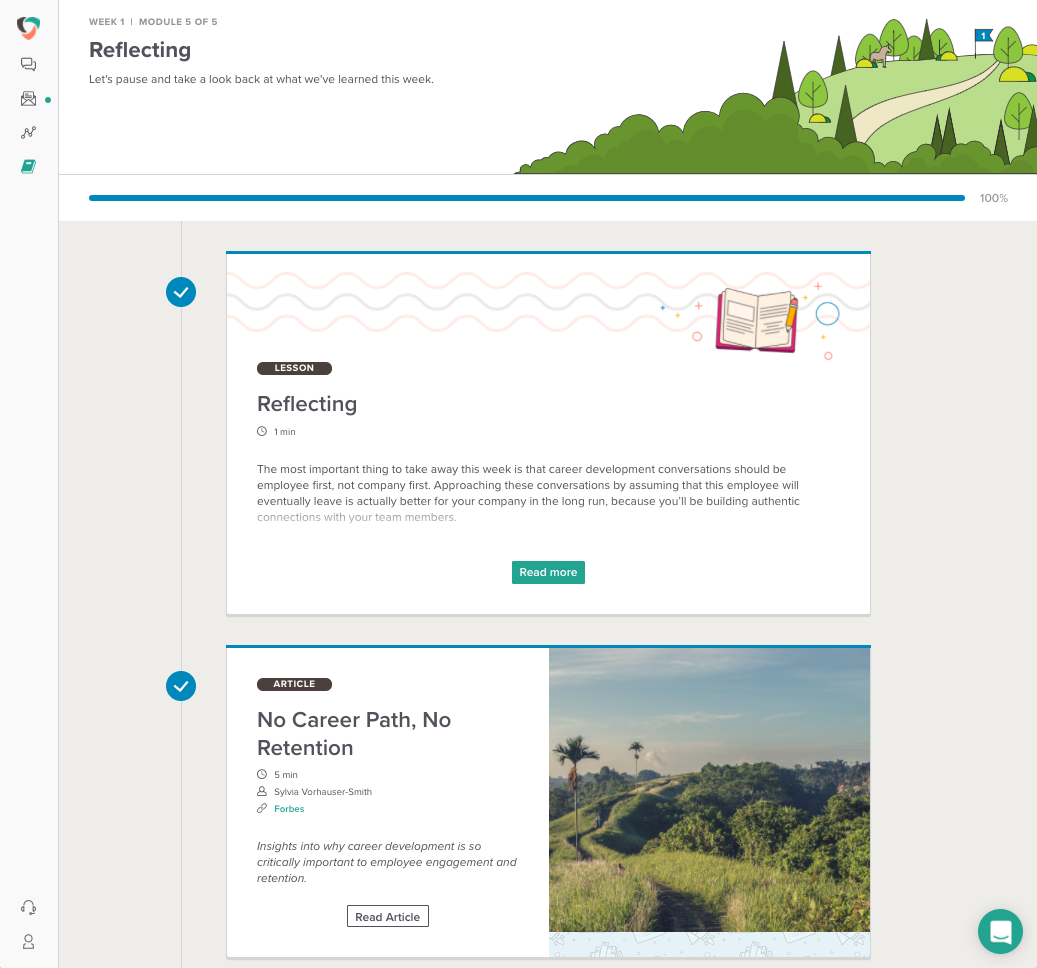 WEEK 1 | MODULE 5 OF 5
Reflecting
Let's pause and take a look back at what we've learned this week.
1
100%
LESSON
Reflecting
1 min
The most important thing to take away this week is that career development conversations should be
employee first, not company first. Approaching these conversations by assuming that this employee will
eventually leave is actually better for your company in the long run, because you’ll be building authentic
connections with your team members.
Read more
ARTICLE
No Career Path, No
Retention
5 min
Sylvia Vorhauser-Smith
Forbes
Insights into why career development is so
critically important to employee engagement and
retention.
Read Article